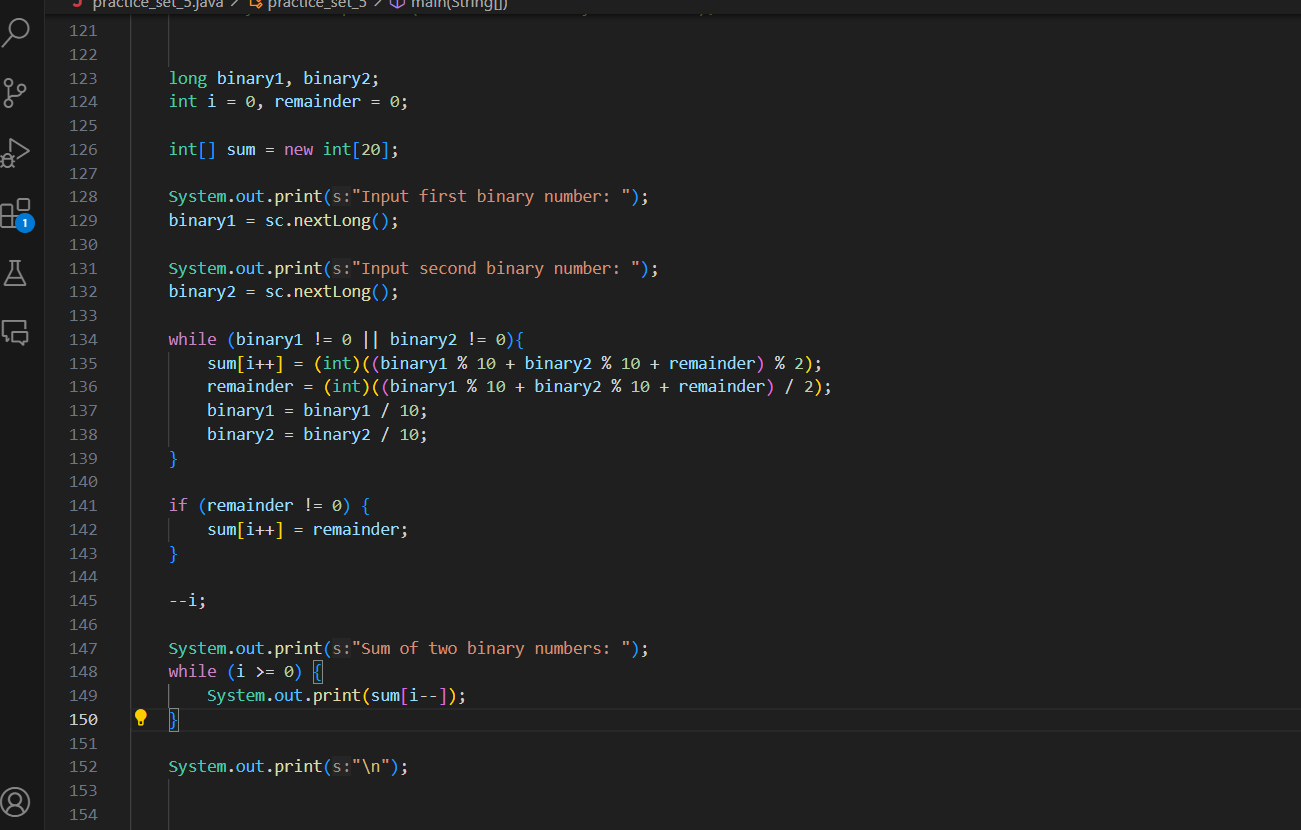 practice_set_5.java > practice_set_5 > main(String[])
121
122
123 long binary1, binary2;
124 int i = 0, remainder = 0;
125
126 int[] sum = new int[20];
127
128 System.out.print(s:"Input first binary number: ");
129 binary1 = sc.nextLong();
130
131 System.out.print(s:"Input second binary number: ");
132 binary2 = sc.nextLong();
133
134 while (binary1 != 0 || binary2 != 0){
135 sum[i++] = (int)((binary1 % 10 + binary2 % 10 + remainder) % 2);
136 remainder = (int)((binary1 % 10 + binary2 % 10 + remainder) / 2);
137 binary1 = binary1 / 10;
138 binary2 = binary2 / 10;
139 }
140
141 if (remainder != 0) {
142 sum[i++] = remainder;
143 }
144
145 --i;
146
147 System.out.print(s:"Sum of two binary numbers: ");
148 while (i >= 0) {
149 System.out.print(sum[i--]);
150 }
151
152 System.out.print(s:"\n");
153
154
1